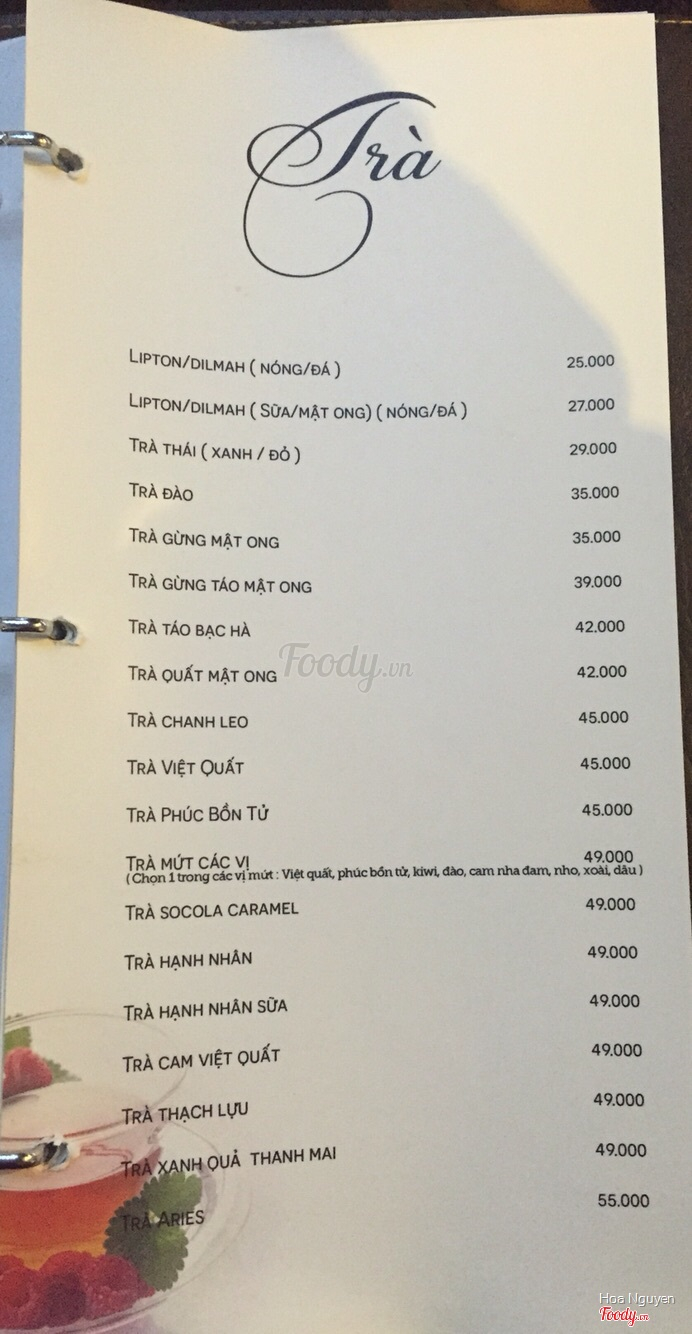 Trà
LIPTON/DILMAH ( NÓNG/ĐÁ ) 25.000
LIPTON/DILMAH ( SỮA/MẬT ONG) ( NÓNG/ĐÁ ) 27.000
TRÀ THÁI ( XANH / ĐỎ ) 29.000
TRÀ ĐÀO 35.000
TRÀ GỪNG MẬT ONG 35.000
TRÀ GỪNG TÁO MẬT ONG 39.000
TRÀ TÁO BẠC HÀ 42.000
TRÀ QUẤT MẬT ONG 42.000
Foody.vn
TRÀ CHANH LEO 45.000
TRÀ VIỆT QUẤT 45.000
TRÀ PHÚC BỒN TỬ 45.000
TRÀ MỨT CÁC VỊ 49.000
( Chọn 1 trong các vị mứt : Việt quất, phúc bồn tử, kiwi, đào, cam nha đam, nho, xoài, dâu )
TRÀ SOCOLA CARAMEL 49.000
TRÀ HẠNH NHÂN 49.000
TRÀ HẠNH NHÂN SỮA 49.000
TRÀ CAM VIỆT QUẤT 49.000
TRÀ THẠCH LỰU 49.000
TRÀ XANH QUẢ THANH MAI 49.000
TRÀ ARIES 55.000
Hoa Nguyen
Foody.vn